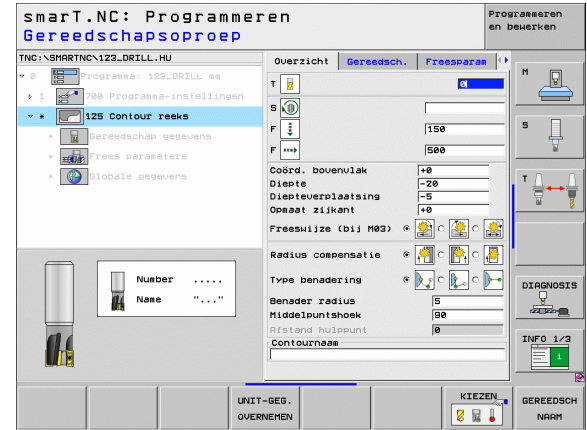 smarT.NC: Programmeren
Gereedschapsoproep
Programmeren en bewerken
TNC:\SMARTNC\123_DRILL.HU
0 Programma: 123_DRILL mm
1 700 Programma-instellingen
* 125 Contour reeks
* Gereedschap gegevens
* Frees parameters
* Globale gegevens
Number .....
Name "..."
Overzicht Gereedsch. Freesparam
T 0
S
F 150
F 500
Coörd. bovenvlak +0
Diepte -20
Diepteverplaatsing -5
Opmaat zijkant +0
Freeswijze (bij M03)
Radius compensatie
Type benadering
Benader radius 5
Middelpuntshoek 90
Afstand hulppunt 0
Contournaam
M
S
T
DIAGNOSIS
INFO 1/3
UNIT-GEG. OVERNEMEN
KIEZEN
GEREEDSCH NAAM